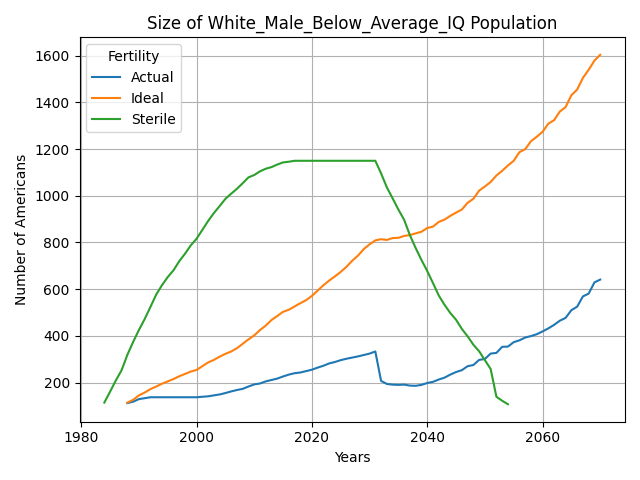 Size of White_Male_Below_Average_IQ Population
Fertility
Actual
Ideal
Sterile
Number of Americans
1600
1400
1200
1000
800
600
400
200
1980
2000
2020
2040
2060
Years